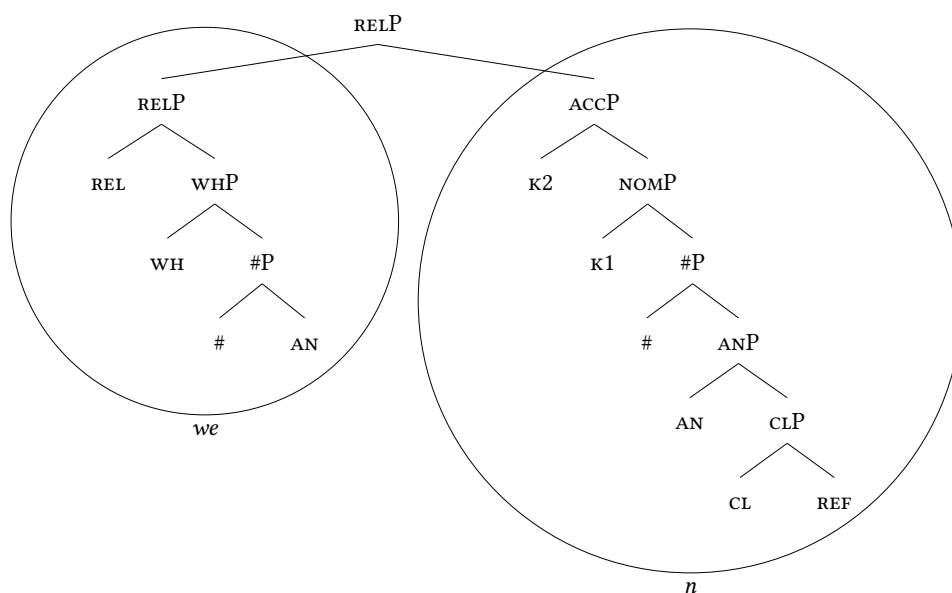 RELP
RELP ACCP
REL WHP K2 NOMP
WH #P K1 #P
# AN # ANP
we AN CLP
CL REF
n